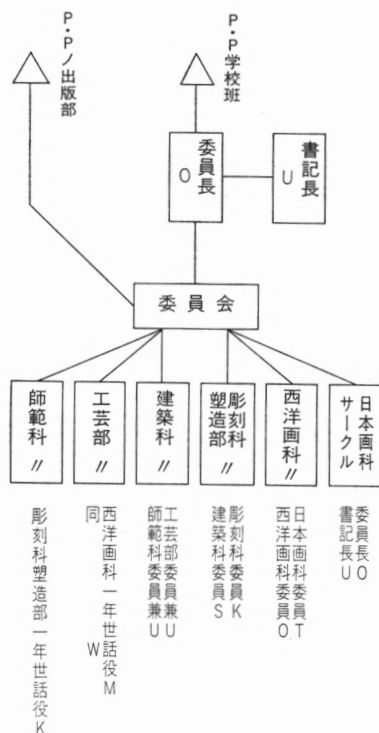 P・P学校班
P・Pノ出版部
書記長
U
委員長
O
委員会
日本画科
サークル
西洋画科〃
彫刻科
塑造部〃
建築科〃
工芸部〃
師範科〃
委員長O
書記長U
日本画科委員T
西洋画科委員O
彫刻科委員K
建築科委員S
工芸部委員兼U
師範科委員兼U
西洋画科一年世話役M
同 W
彫刻科塑造部一年世話役K